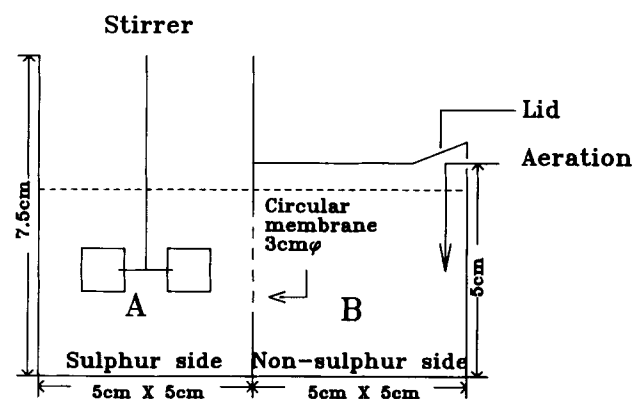 Stirrer
Lid
Aeration
7.5cm
Circular
membrane
3cmφ
5cm
A
B
Sulphur side
Non-sulphur side
5cm X 5cm
5cm X 5cm